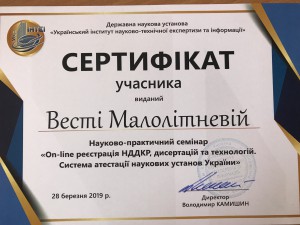 Державна наукова установа
«Український інститут науково-технічної експертизи та інформації»
СЕРТИФІКАТ
учасника
виданий
Весті Малолітневій
Науково-практичний семінар
«On-line реєстрація НДДКР, дисертацій та технологій.
Система атестації наукових установ України»
28 березня 2019 р.
Директор
Володимир КАМИШИН